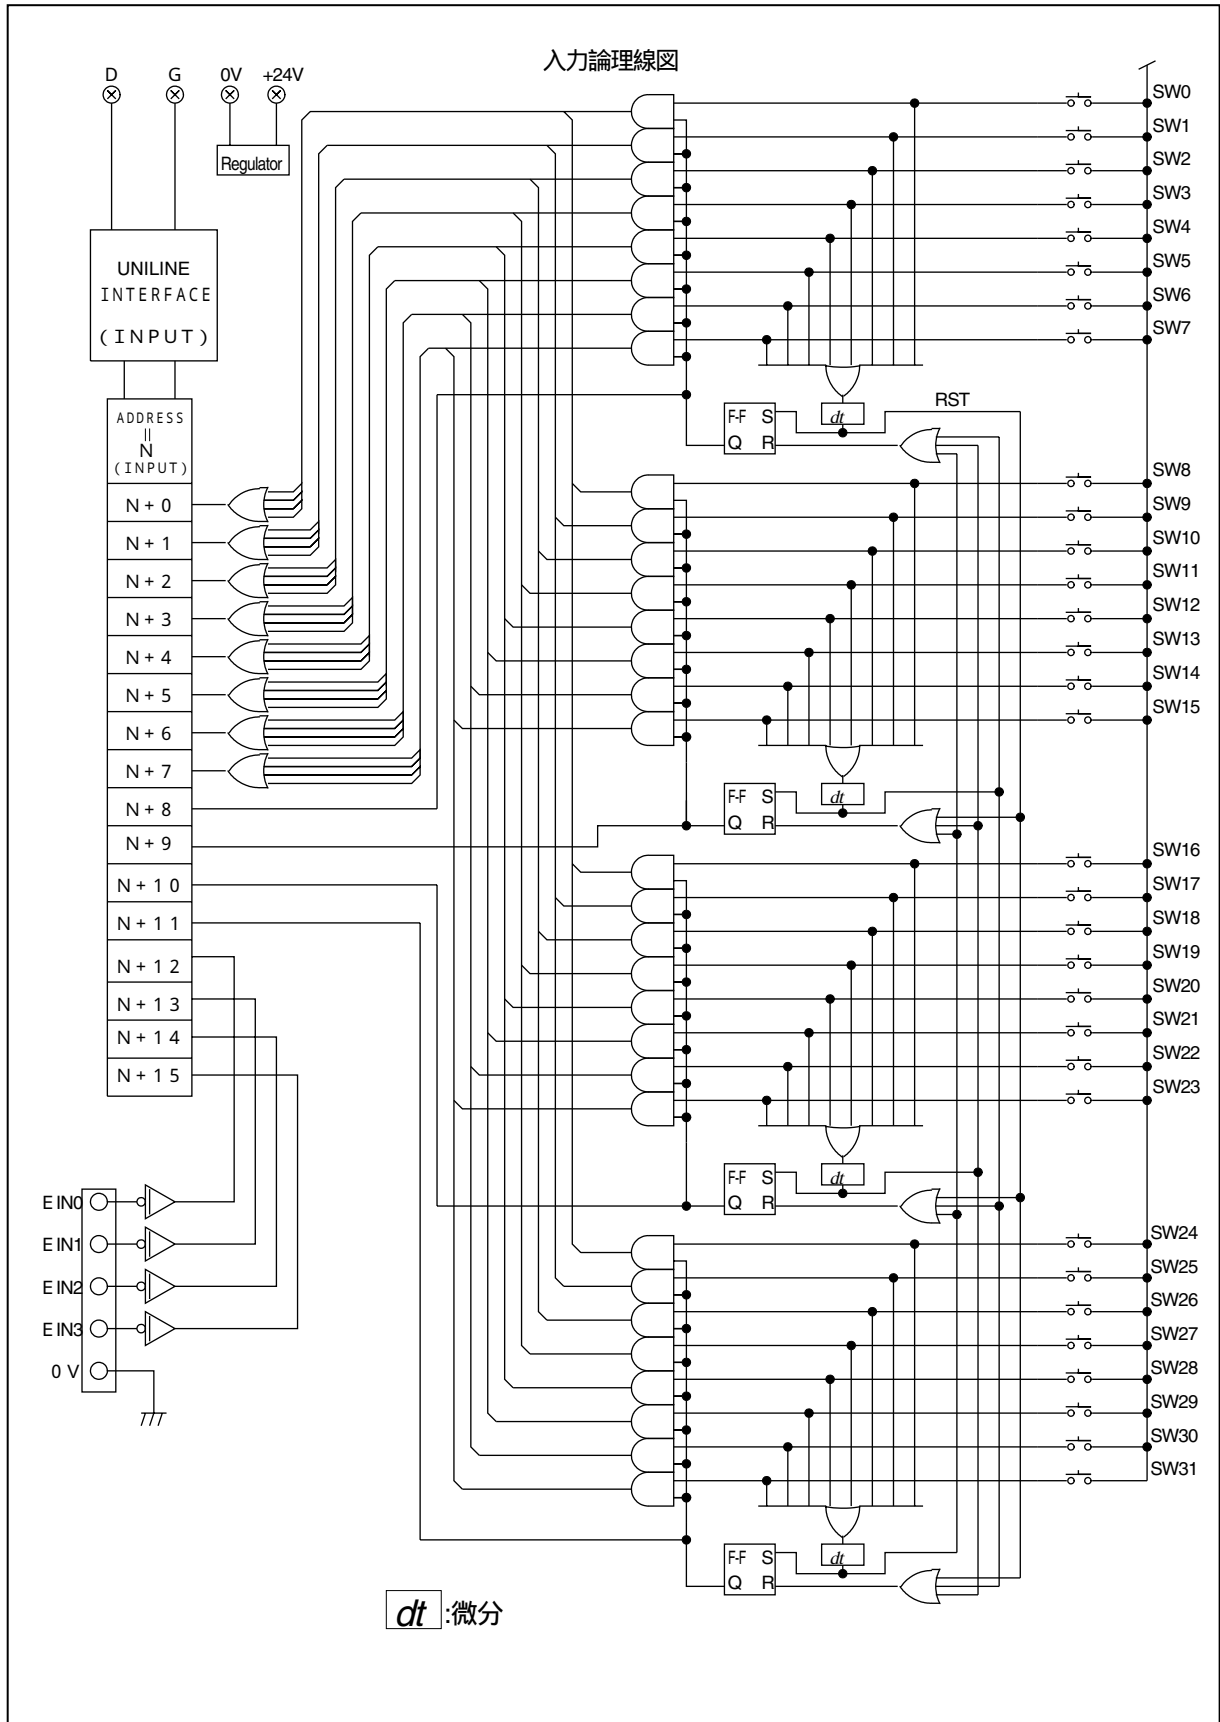 入力論理線図
D G 0V +24V
Regulator
UNILINE
INTERFACE
(INPUT)
ADDRESS
=
N
(INPUT)
N+0
N+1
N+2
N+3
N+4
N+5
N+6
N+7
N+8
N+9
N+10
N+11
N+12
N+13
N+14
N+15
EIN0
EIN1
EIN2
EIN3
0V
SW0
SW1
SW2
SW3
SW4
SW5
SW6
SW7
F-F S
Q R
dt
RST
SW8
SW9
SW10
SW11
SW12
SW13
SW14
SW15
F-F S
Q R
dt
SW16
SW17
SW18
SW19
SW20
SW21
SW22
SW23
F-F S
Q R
dt
SW24
SW25
SW26
SW27
SW28
SW29
SW30
SW31
F-F S
Q R
dt
dt :微分